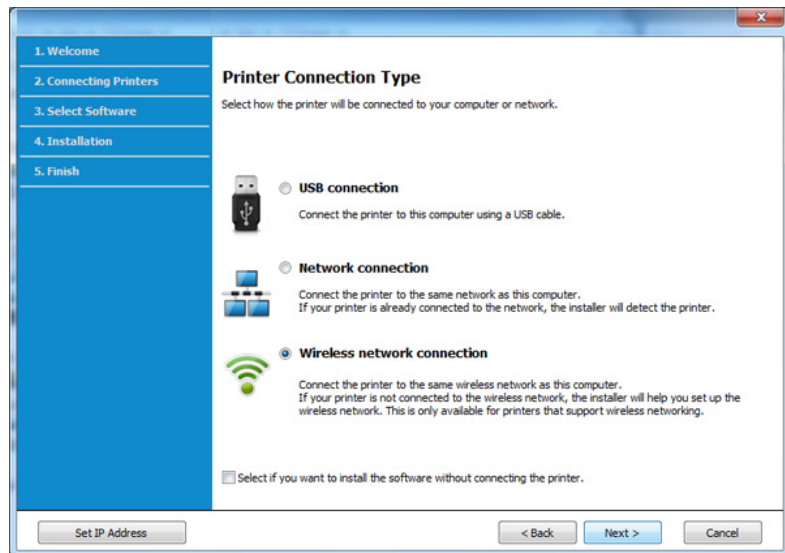 1. Welcome
2. Connecting Printers
3. Select Software
4. Installation
5. Finish
Printer Connection Type
Select how the printer will be connected to your computer or network.
USB connection
Connect the printer to this computer using a USB cable.
Network connection
Connect the printer to the same network as this computer.
If your printer is already connected to the network, the installer will detect the printer.
Wireless network connection
Connect the printer to the same wireless network as this computer.
If your printer is not connected to the wireless network, the installer will help you set up the
wireless network. This is only available for printers that support wireless networking.
Select if you want to install the software without connecting the printer.
Set IP Address
< Back
Next >
Cancel